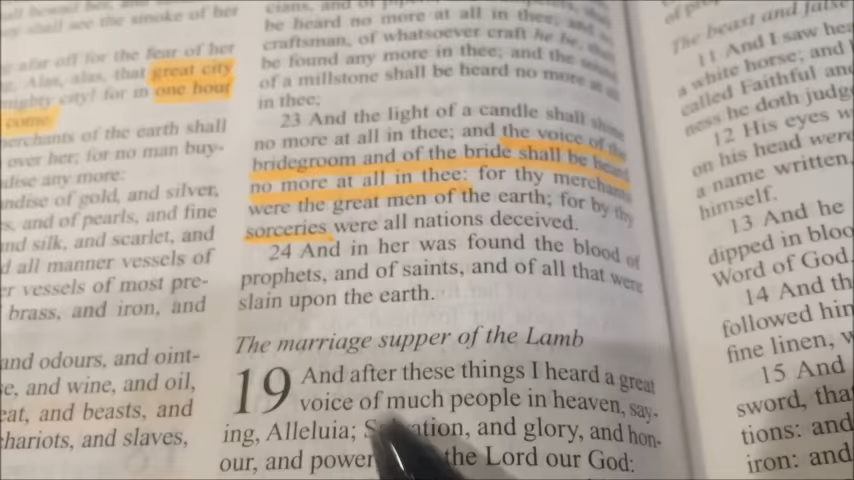 shall see the smoke of her
afar off for the fear of her
Alas, alas, that great city
mighty city! for in one hour
come
merchants of the earth shall
over her; for no man buy-
any more:
of gold, and silver,
and of pearls, and fine
and silk, and scarlet, and
all manner vessels of
vessels of most pre-
brass, and iron, and
and odours, and oint-
and wine, and oil,
and beasts, and
chariots, and slaves,
be heard no more at all in thee; and no
craftsman, of whatsoever craft he be, shall
be found any more in thee; and the sound
of a millstone shall be heard no more at all
in thee;
23 And the light of a candle shall shine
no more at all in thee; and the voice of the
bridegroom and of the bride shall be heard
no more at all in thee: for thy merchants
were the great men of the earth; for by thy
sorceries were all nations deceived.
24 And in her was found the blood of
prophets, and of saints, and of all that were
slain upon the earth.
The marriage supper of the Lamb
19 And after these things I heard a great
voice of much people in heaven, say-
ing, Alleluia; Salvation, and glory, and hon-
our, and power the Lord our God:
The beast and false
11 And I saw
a white horse; and
called Faithful and
ness he doth judge
12 His eyes
on his head were
a name written,
himself.
13 And he
dipped in
Word of God.
14 And
followed him
fine linen,
15 And
sword, that
tions: and
iron: and